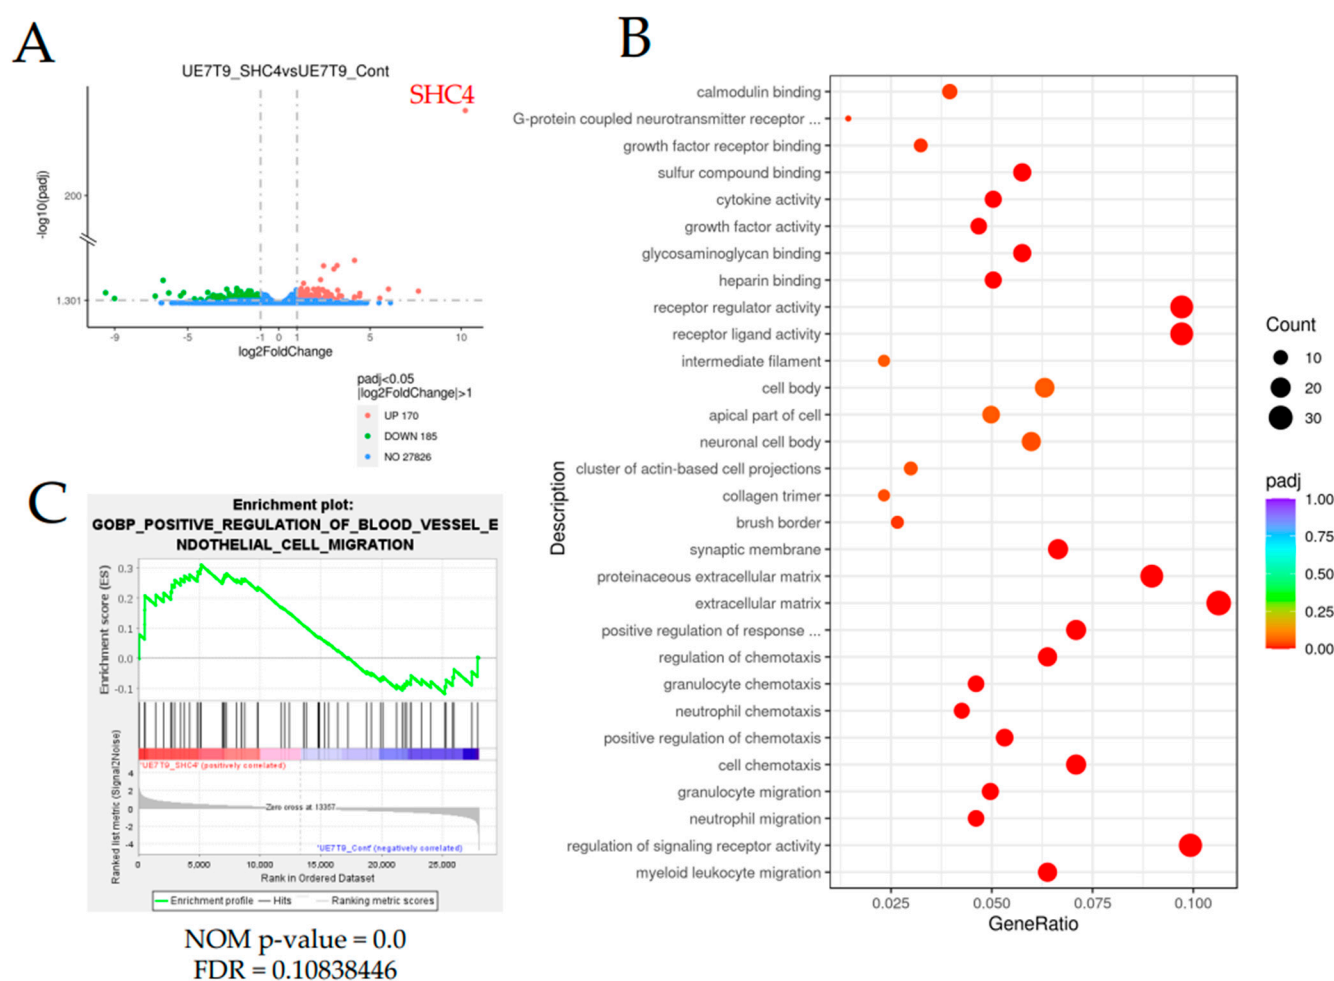 A
UE7T9_SHC4vsUE7T9_Cont
SHC4
-log10(padj)
200
1.301
-9
-5
-1
0
1
5
10
log2FoldChange
padj<0.05
|log2FoldChange|>1
UP 170
DOWN 185
NO 27826
B
calmodulin binding
G-protein coupled neurotransmitter receptor ...
growth factor receptor binding
sulfur compound binding
cytokine activity
growth factor activity
glycosaminoglycan binding
heparin binding
receptor regulator activity
receptor ligand activity
intermediate filament
cell body
apical part of cell
neuronal cell body
cluster of actin-based cell projections
collagen trimer
brush border
synaptic membrane
proteinaceous extracellular matrix
extracellular matrix
positive regulation of response ...
regulation of chemotaxis
granulocyte chemotaxis
neutrophil chemotaxis
positive regulation of chemotaxis
cell chemotaxis
granulocyte migration
neutrophil migration
regulation of signaling receptor activity
myeloid leukocyte migration
Description
0.025
0.050
0.075
0.100
GeneRatio
Count
10
20
30
padj
1.00
0.75
0.50
0.25
0.00
C
Enrichment plot:
GOBP_POSITIVE_REGULATION_OF_BLOOD_VESSEL_E
NDOTHELIAL_CELL_MIGRATION
Enrichment score (ES)
0.3
0.2
0.1
0.0
-0.1
Ranked list metric (Signal2Noise)
'UE7T9_SHC4' (positively correlated)
4
2
0
-2
-4
Zero cross at 13357
'UE7T9_Cont' (negatively correlated)
0
5,000
10,000
15,000
20,000
25,000
Rank in Ordered Dataset
Enrichment profile
Hits
Ranking metric scores
NOM p-value = 0.0
FDR = 0.10838446